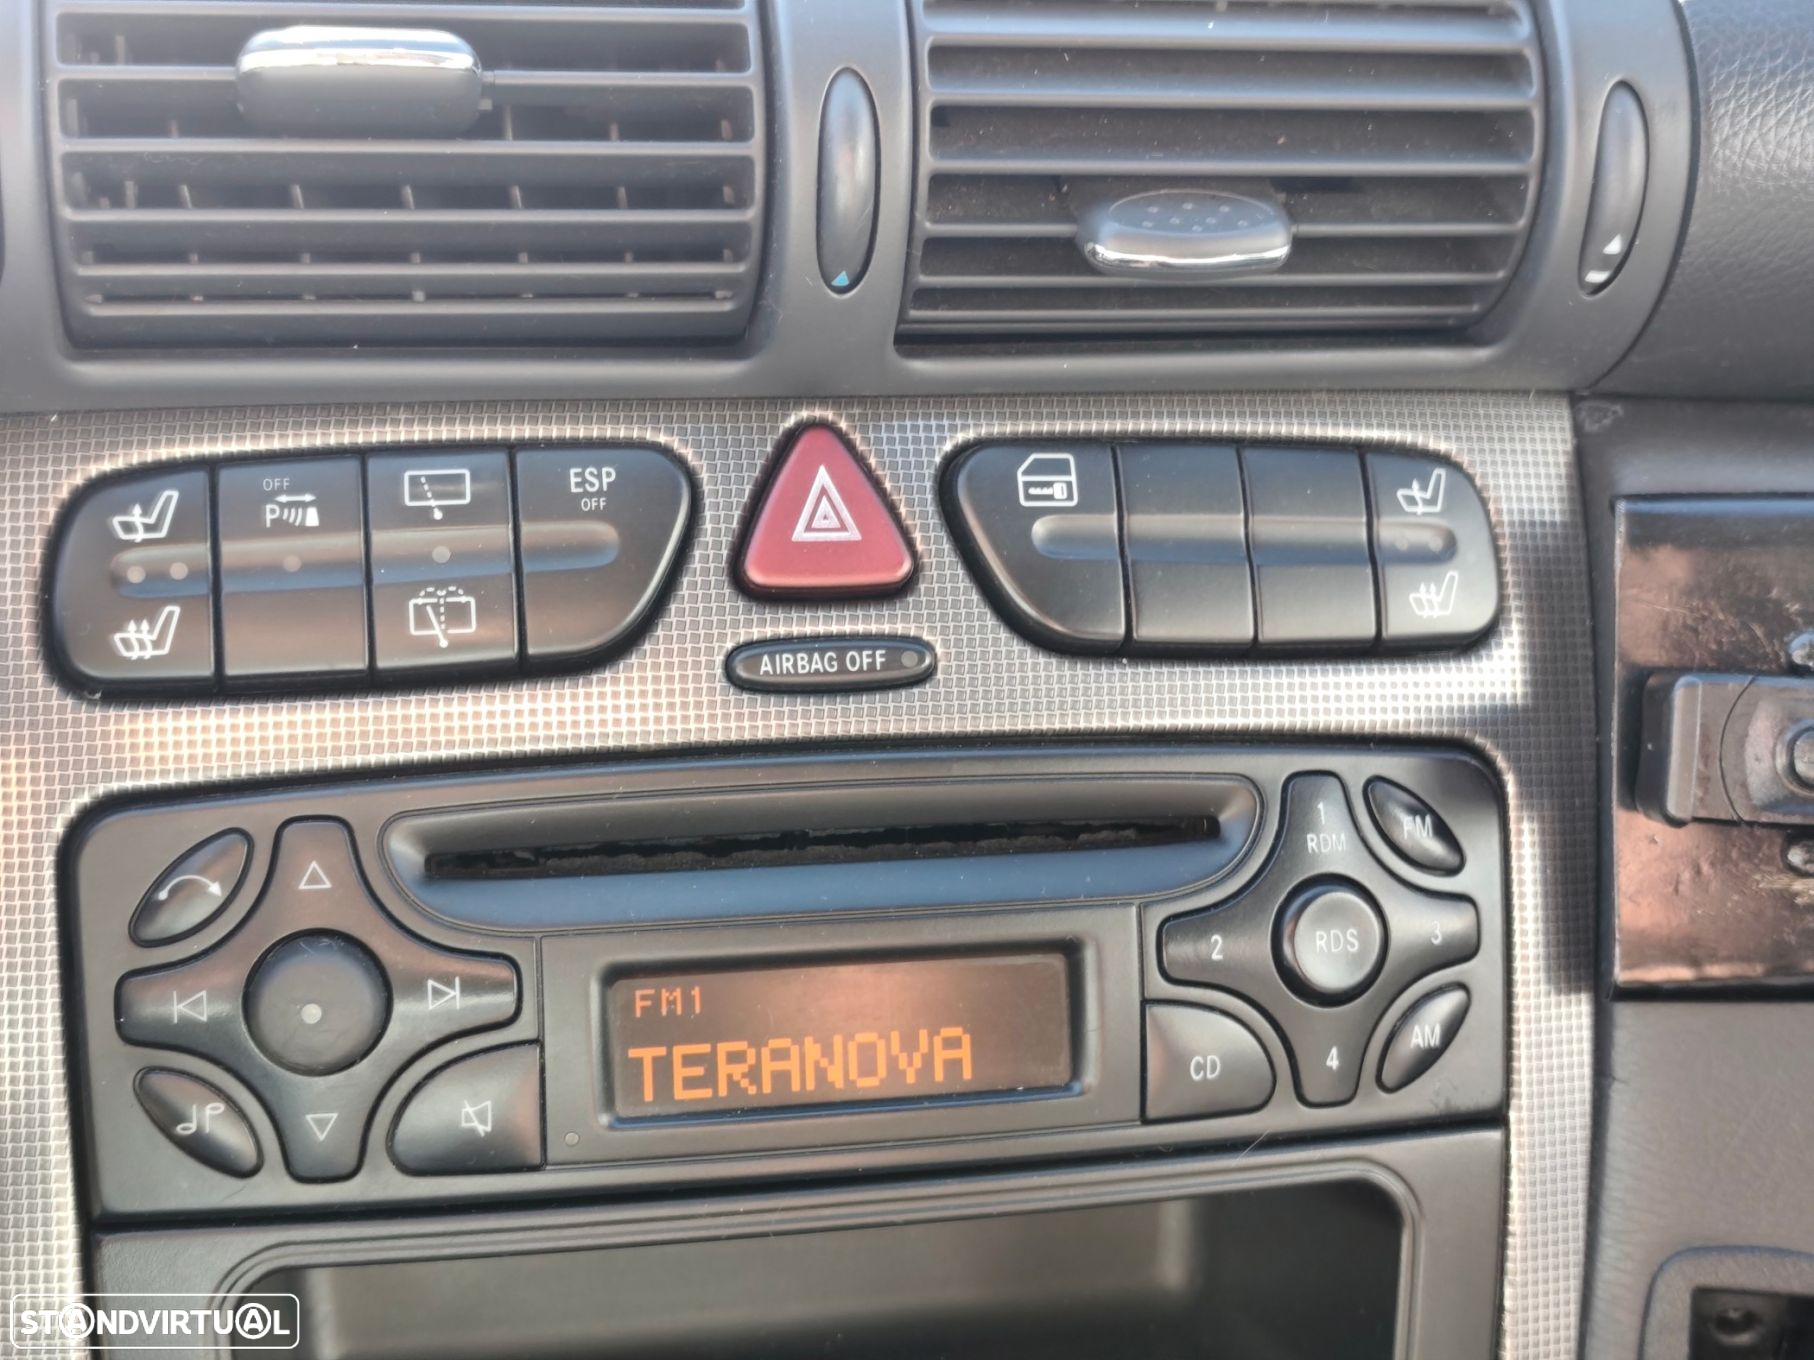 OFF
P
ESP
OFF
AIRBAG OFF
1
RDM
FM
2
RDS
3
FM1
TERANOVA
CD
4
AM
STANDVIRTUAL